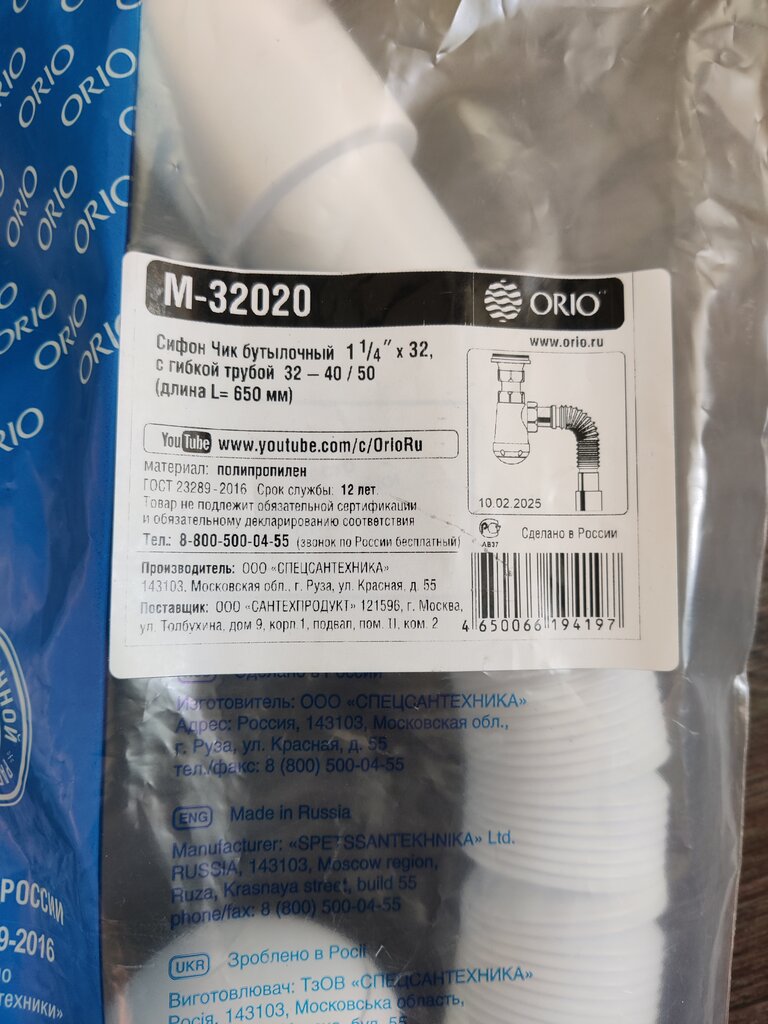 ORIO ORIO
ORIO ORIO ORIO
ORIO
M-32020
ORIO
www.orio.ru
Сифон Чик бутылочный 1 1/4" x 32,
с гибкой трубой 32 – 40 / 50
(длина L= 650 мм)
YouTube www.youtube.com/c/OrioRu
материал: полипропилен
ГОСТ 23289-2016 Срок службы: 12 лет.
Товар не подлежит обязательной сертификации
и обязательному декларированию соответствия
Тел.: 8-800-500-04-55 (звонок по России бесплатный)
10.02.2025
АВ37
Сделано в России
Производитель: ООО «СПЕЦСАНТЕХНИКА»
143103, Московская обл., г. Руза, ул. Красная, д. 55
Поставщик: ООО «САНТЕХПРОДУКТ» 121596, г. Москва,
ул. Толбухина, дом 9, корп.1, подвал, пом. II, ком. 2
4 650066 194197
Сделано в России
Изготовитель: ООО «СПЕЦСАНТЕХНИКА»
Адрес: Россия, 143103, Московская обл.,
г. Руза, ул. Красная, д. 55
тел./факс: 8 (800) 500-04-55
ENG Made in Russia
Manufacturer: «SPETSSANTEKHNIKA» Ltd.
RUSSIA, 143103, Moscow region,
Ruza, Krasnaya street, build 55
phone/fax: 8 (800) 500-04-55
UKR Зроблено в Росії
Виготовлювач: ТзОВ «СПЕЦСАНТЕХНИКА»
Росія, 143103, Московська область,
буд. 55
РОССИИ
9-2016